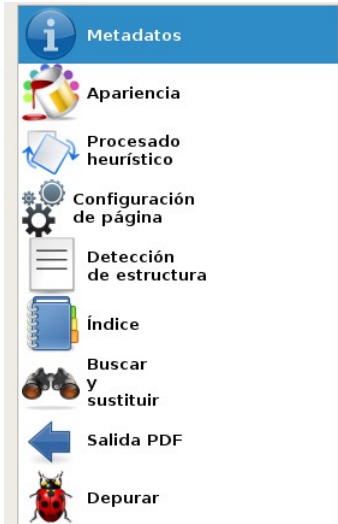 Metadatos
Apariencia
Procesado
heurístico
Configuración
de página
Detección
de estructura
Índice
Buscar
y
sustituir
Salida PDF
Depurar